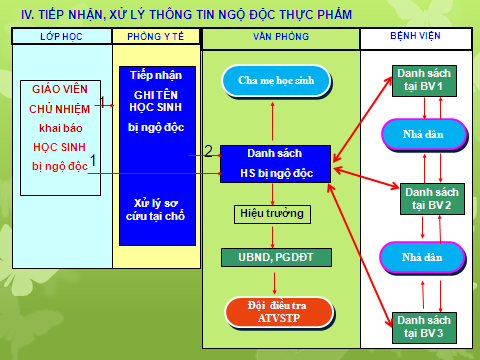 IV. TIẾP NHẬN, XỬ LÝ THÔNG TIN NGỘ ĐỘC THỰC PHẨM
LỚP HỌC
PHÒNG Y TẾ
VĂN PHÒNG
BỆNH VIỆN
GIÁO VIÊN
CHỦ NHIỆM
khai báo
HỌC SINH
bị ngộ độc
1
1
Tiếp nhận
GHI TÊN
HỌC SINH
bị ngộ độc
Xử lý sơ
cứu tại chổ
2
Cha mẹ học sinh
Danh sách
HS bị ngộ độc
Hiệu trưởng
UBND, PGDĐT
Đội điều tra
ATVSTP
Danh sách
tại BV 1
Nhà dân
Danh sách
tại BV 2
Nhà dân
Danh sách
tại BV 3